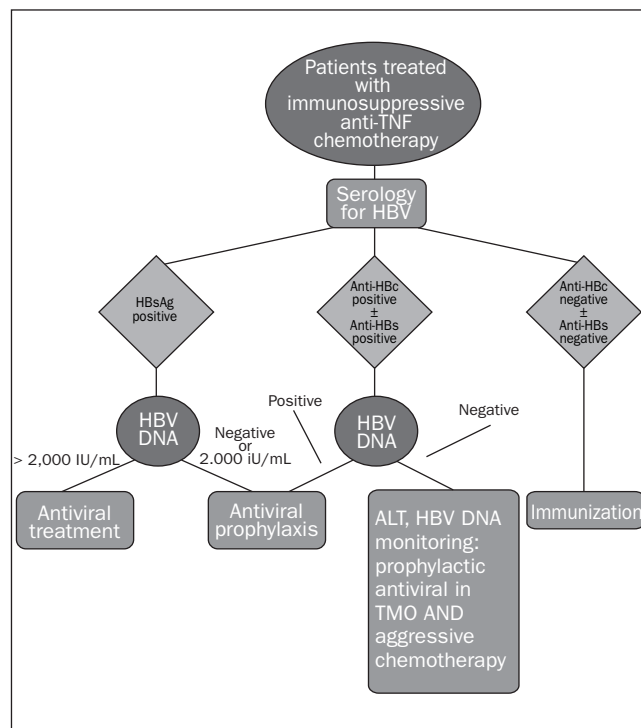 Patients treated
with
immunosuppressive
anti-TNF
chemotherapy
Serology
for HBV
HBsAg
positive
Anti-HBc
positive
±
Anti-HBs
positive
Anti-HBc
negative
±
Anti-HBs
negative
HBV
DNA
HBV
DNA
> 2,000 IU/mL
Negative
or
2.000 iU/mL
Positive
Negative
Antiviral
treatment
Antiviral
prophylaxis
ALT, HBV DNA
monitoring:
prophylactic
antiviral in
TMO AND
aggressive
chemotherapy
Immunization